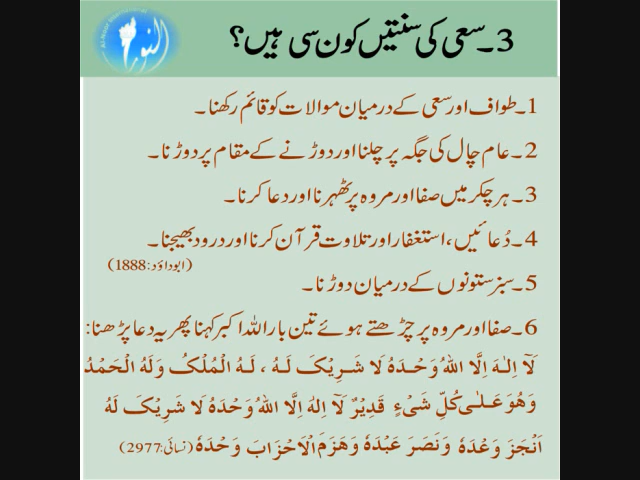 النور
3۔ سعی کی سنتیں کون سی ہیں؟
1۔ طواف اور سعی کے درمیان موالات کو قائم رکھنا۔
2۔ عام چال کی جگہ پر چلنا اور دوڑنے کے مقام پر دوڑنا۔
3۔ ہر چکر میں صفا اور مروہ پر ٹھہرنا اور دعا کرنا۔
4۔ دُعائیں، استغفار اور تلاوت قرآن کرنا اور درود بھیجنا۔
(ابوداؤد:1888)
5۔ سبز ستونوں کے درمیان دوڑنا۔
6۔ صفا اور مروہ پر چڑھتے ہوئے تین بار اللہ اکبر کہنا پھر یہ دعا پڑھنا:
لَآ اِلٰهَ اِلَّا اللهُ وَحْدَهٗ لَا شَرِيْکَ لَهٗ ، لَهُ الْمُلْکُ وَلَهُ الْحَمْدُ
وَهُوَ عَلٰی کُلِّ شَیْءٍ قَدِيْرٌ لَآ اِلٰهَ اِلَّا اللهُ وَحْدَهٗ لَا شَرِيْکَ لَهٗ
اَنْجَزَ وَعْدَهٗ وَنَصَرَ عَبْدَهٗ وَهَزَمَ الْاَحْزَابَ وَحْدَهٗ (نسائی:2977)